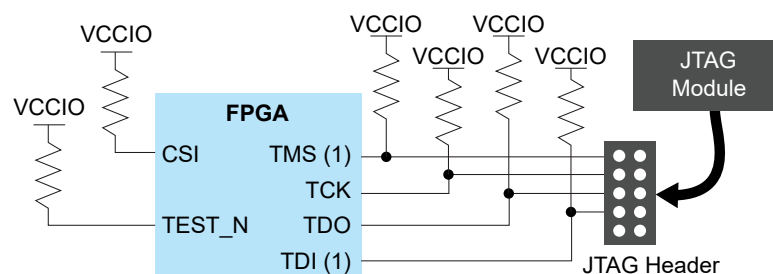 VCCIO
VCCIO
VCCIO
VCCIO
VCCIO
VCCIO
JTAG
Module
FPGA
CSI
TMS (1)
TCK
TEST_N
TDO
TDI (1)
JTAG Header